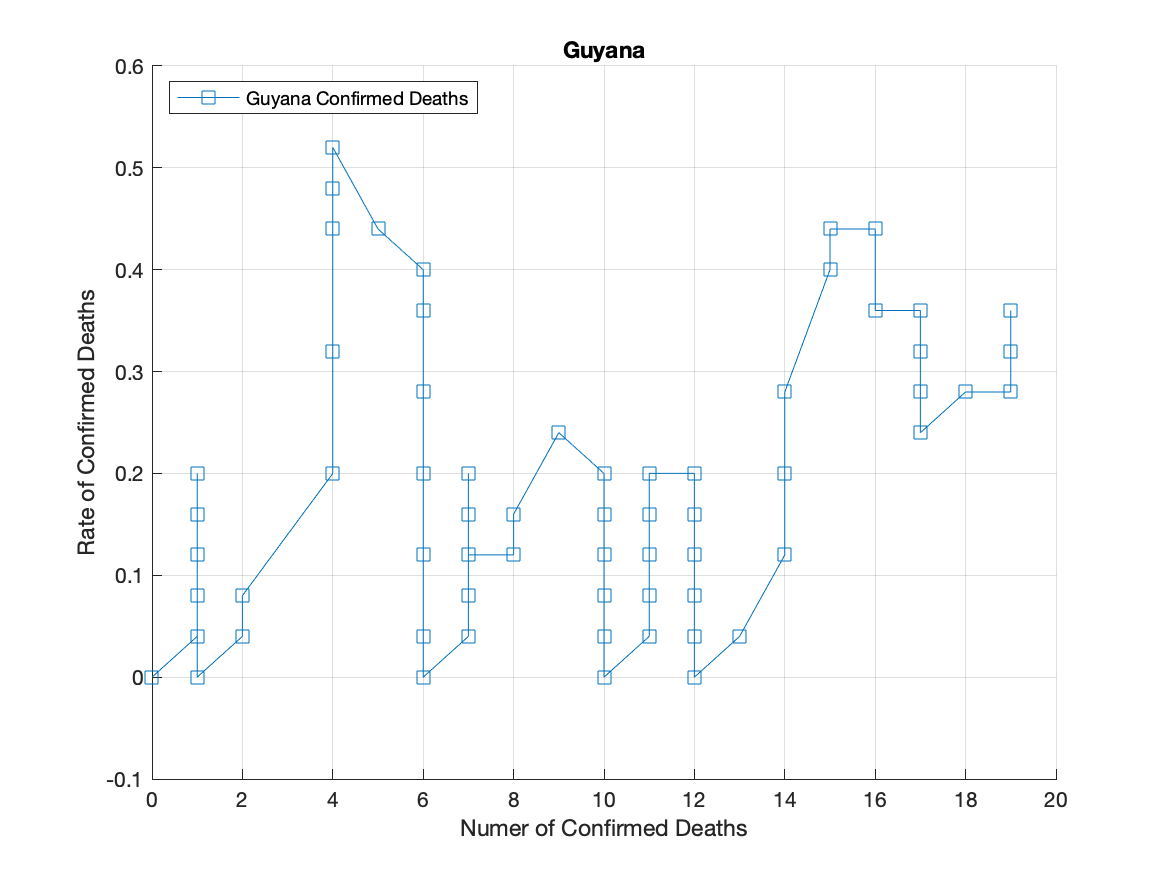 Guyana
Guyana Confirmed Deaths
0.6
0.5
0.4
0.3
0.2
0.1
0
-0.1
Rate of Confirmed Deaths
0 2 4 6 8 10 12 14 16 18 20
Numer of Confirmed Deaths